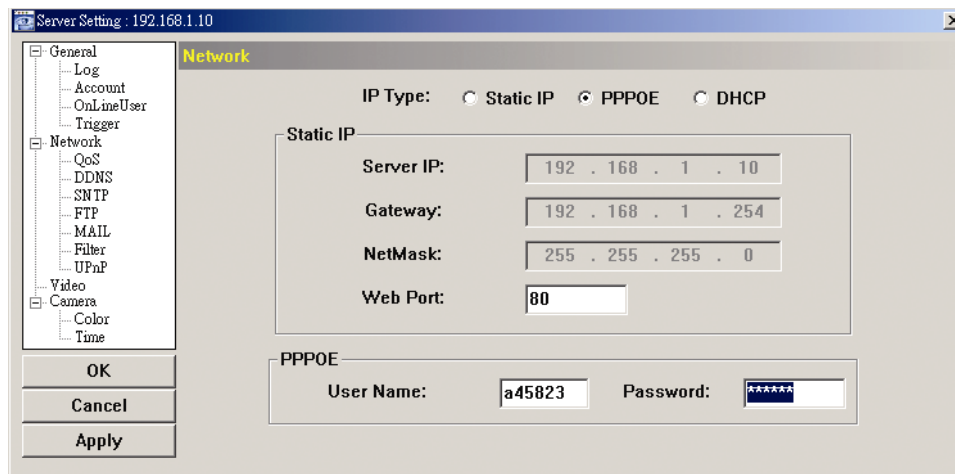 Server Setting : 192.168.1.10
General
Log
Account
OnLineUser
Trigger
Network
QoS
DDNS
SNTP
FTP
MAIL
Filter
UPnP
Video
Camera
Color
Time
OK
Cancel
Apply
Network
IP Type: Static IP PPPOE DHCP
Static IP
Server IP: 192 . 168 . 1 . 10
Gateway: 192 . 168 . 1 . 254
NetMask: 255 . 255 . 255 . 0
Web Port: 80
PPPOE
User Name: a45823 Password: ******